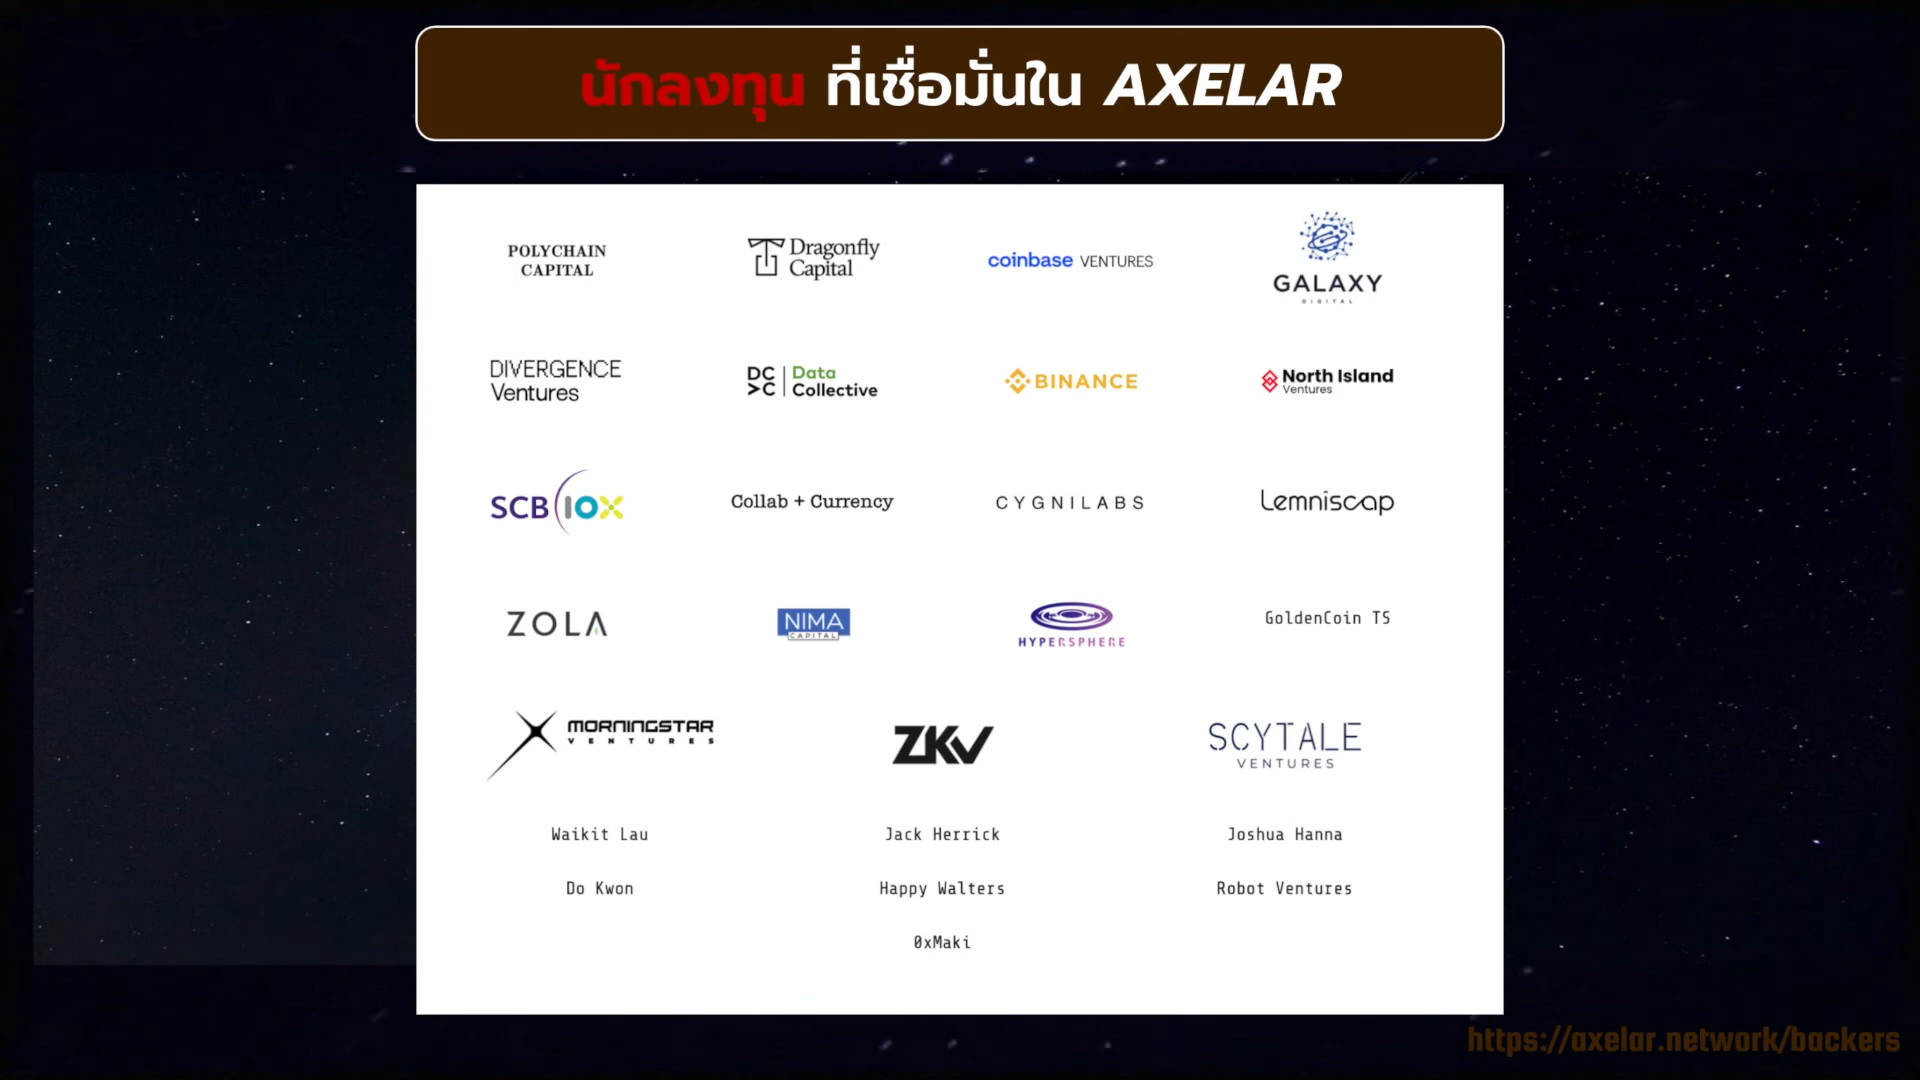 นักลงทุน ที่เชื่อมั่นใน AXELAR
POLYCHAIN
CAPITAL
Dragonfly
Capital
coinbase VENTURES
GALAXY
DIGITAL
DIVERGENCE
Ventures
DC
VC
Data
Collective
BINANCE
North Island
Ventures
SCB 10X
Collab + Currency
CYGNILABS
Lemniscap
ZOLA
NIMA
CAPITAL
HYPERSPHERE
GoldenCoin TS
MORNINGSTAR
VENTURES
ZKV
SCYTALE
VENTURES
Waikit Lau
Jack Herrick
Joshua Hanna
Do Kwon
Happy Walters
Robot Ventures
0xMaki
https://axelar.network/backers